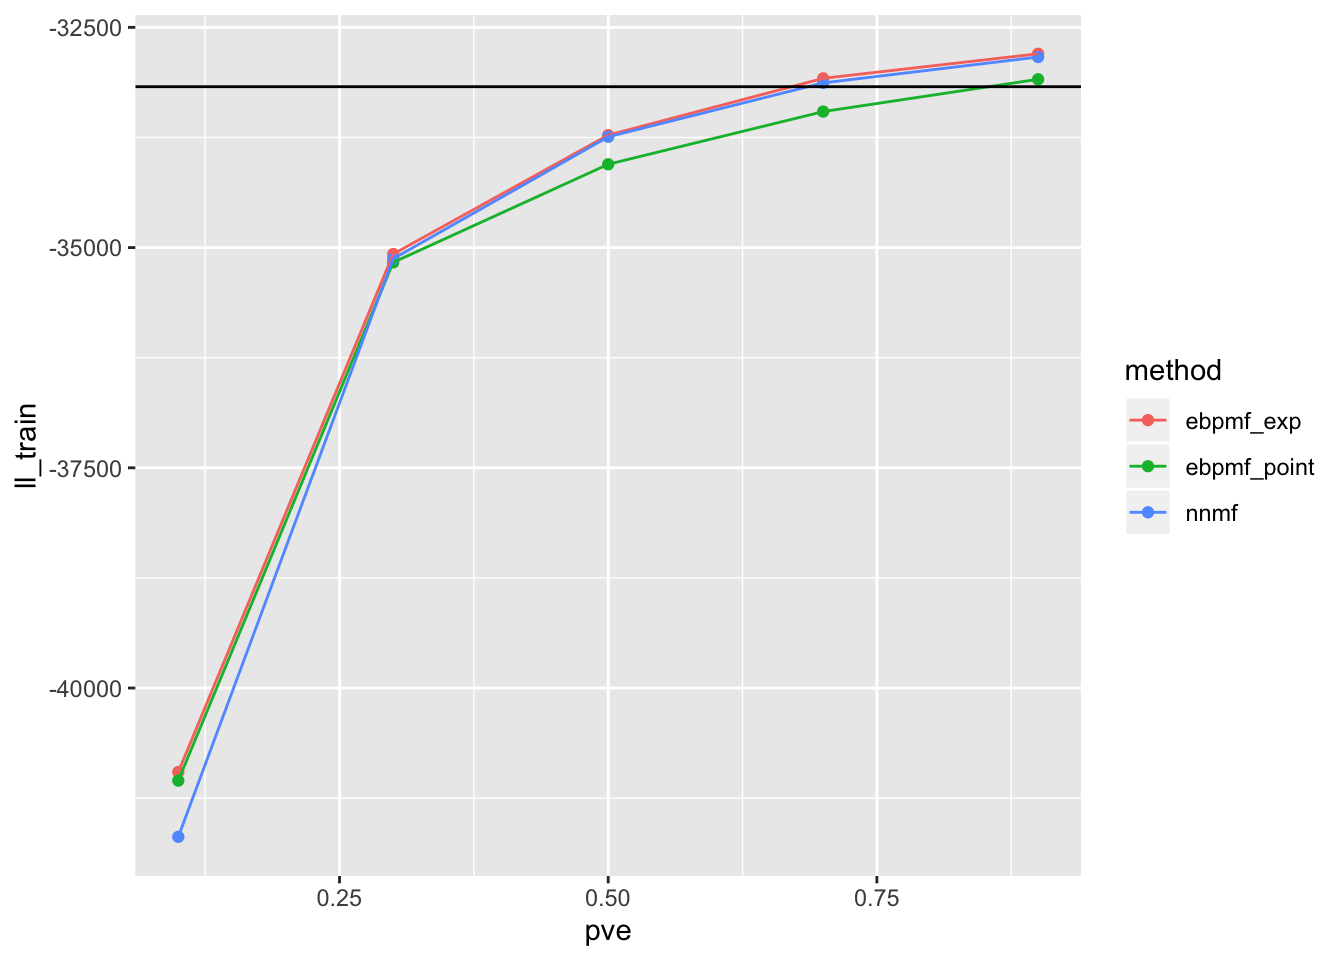 -32500
-35000
-37500
-40000
ll_train
0.25
0.50
0.75
pve
method
ebpmf_exp
ebpmf_point
nnmf